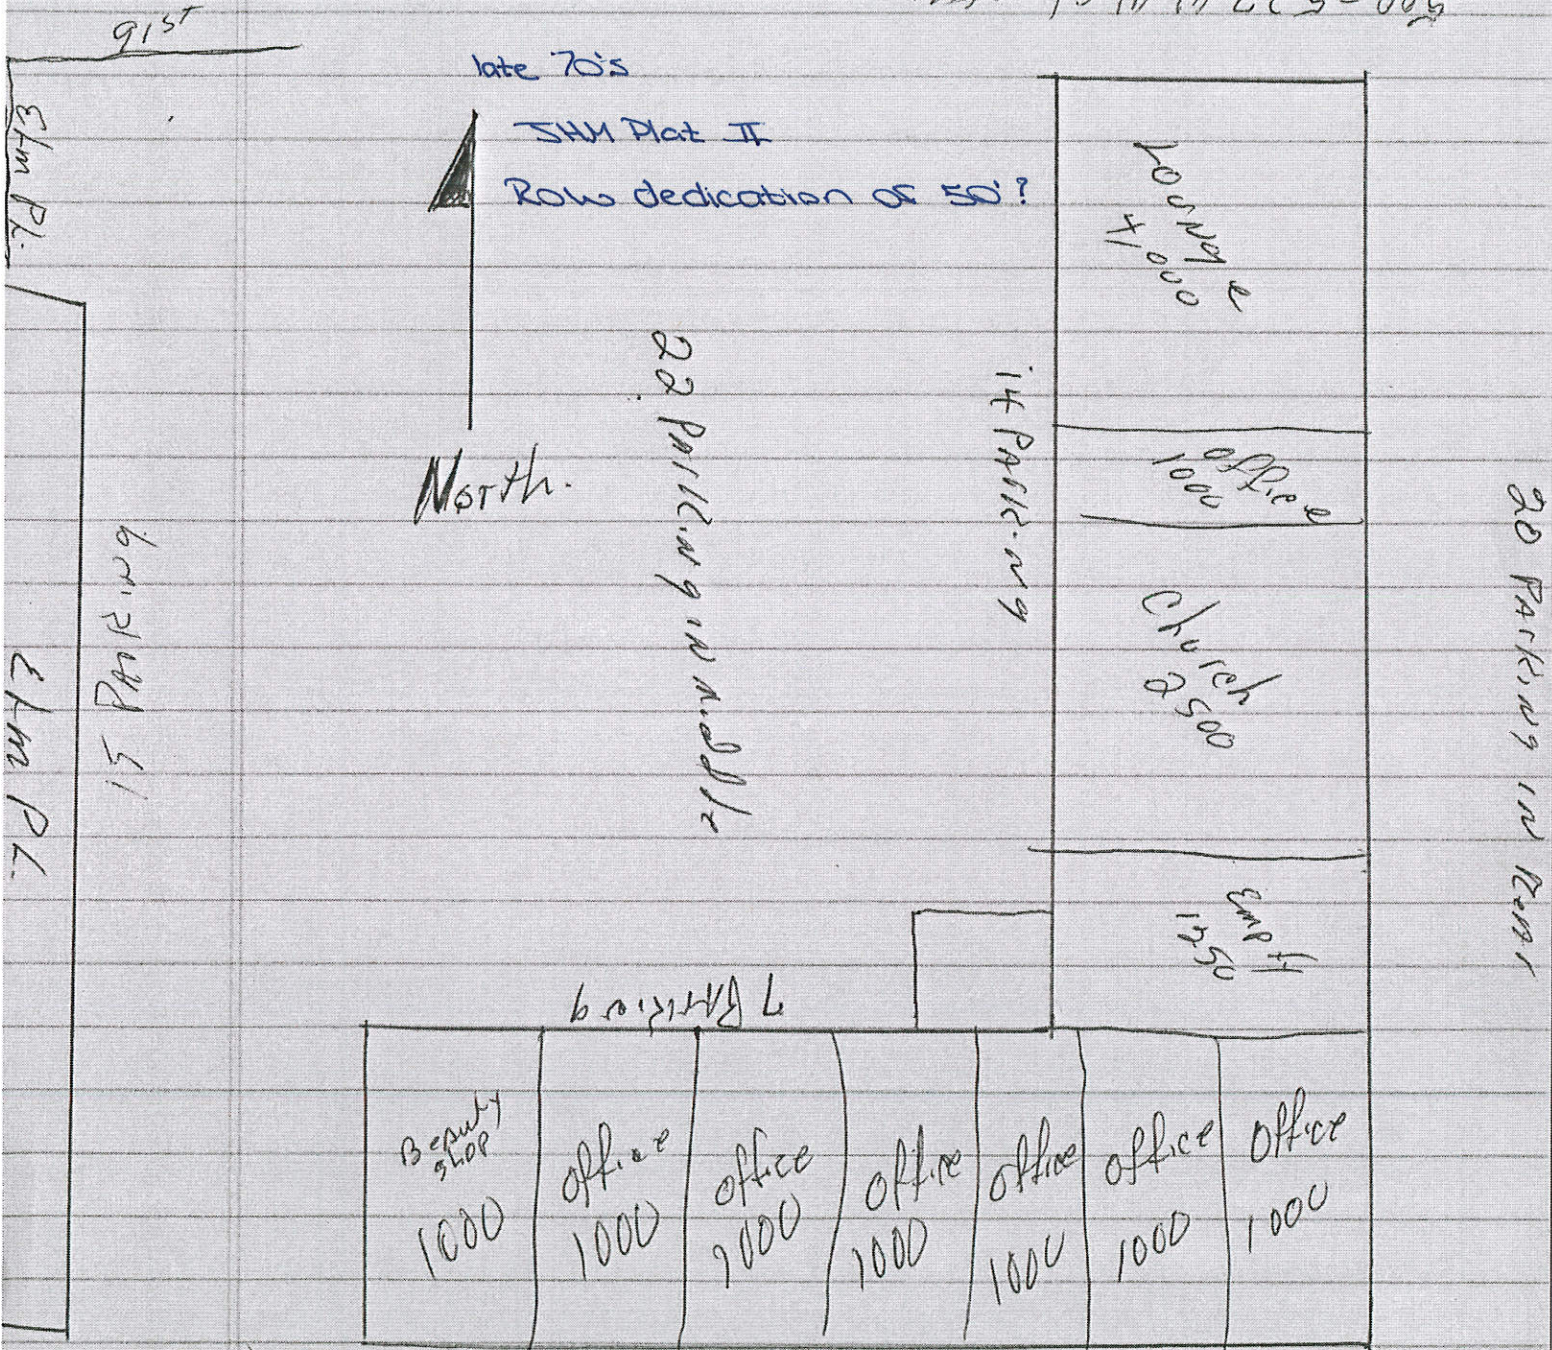 91st
Elm Pl.
late 70's
JHM Plat II
Row dedication of 50'?
North.
Lounge
4,000
office
1000
church
2500
Empty
1250
14 Parking
22 Parking in middle
20 Parking in Rear
15 Parking
Elm Pl.
7 Parking
Beauty
Shop
1000
office
1000
office
1000
office
1000
office
1000
office
1000
office
1000